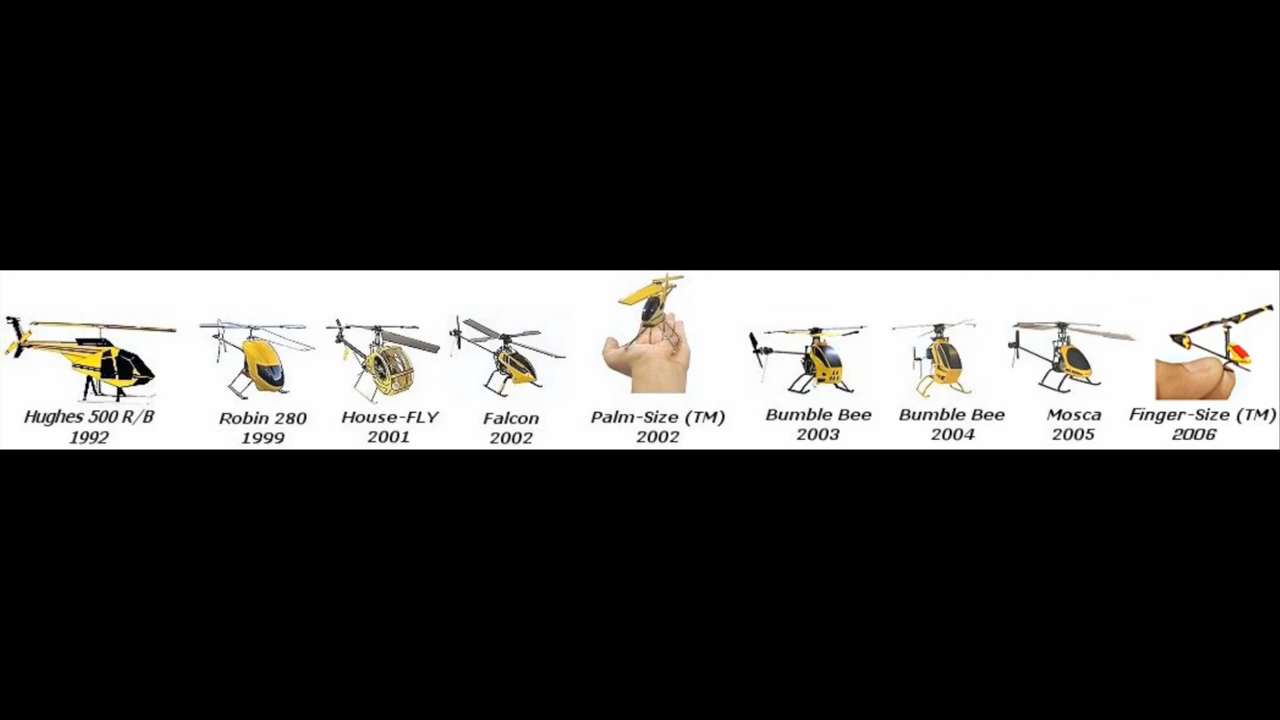 Hughes 500 R/B
1992
Robin 280
1999
House-FLY
2001
Falcon
2002
Palm-Size (TM)
2002
Bumble Bee
2003
Bumble Bee
2004
Mosca
2005
Finger-Size (TM)
2006